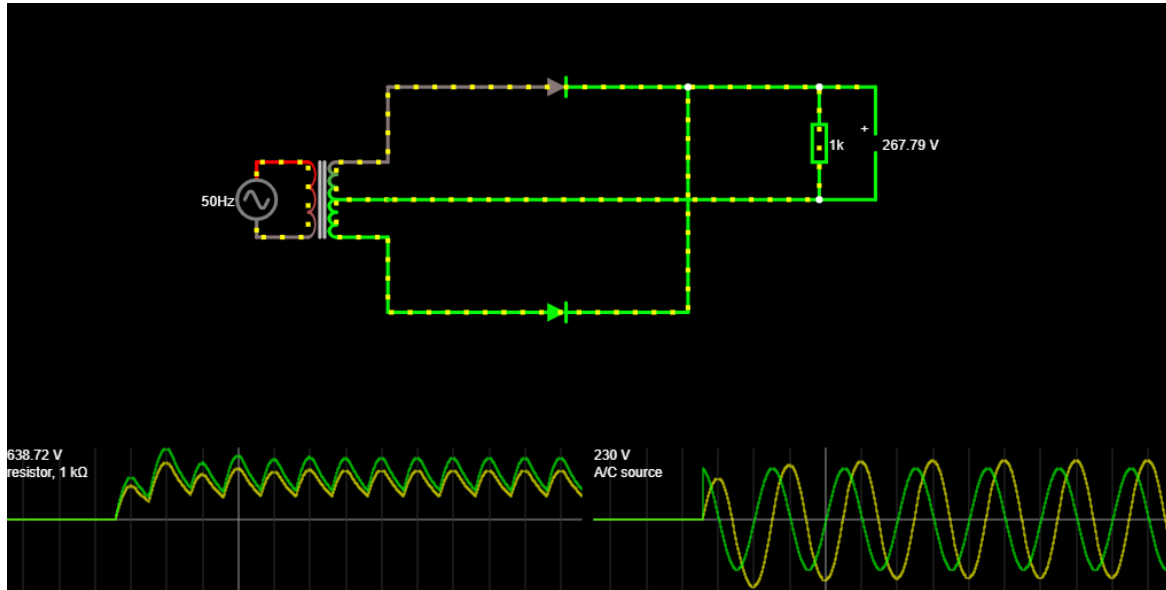 50Hz
1k
+
267.79 V
638.72 V
resistor, 1 kΩ
230 V
A/C source